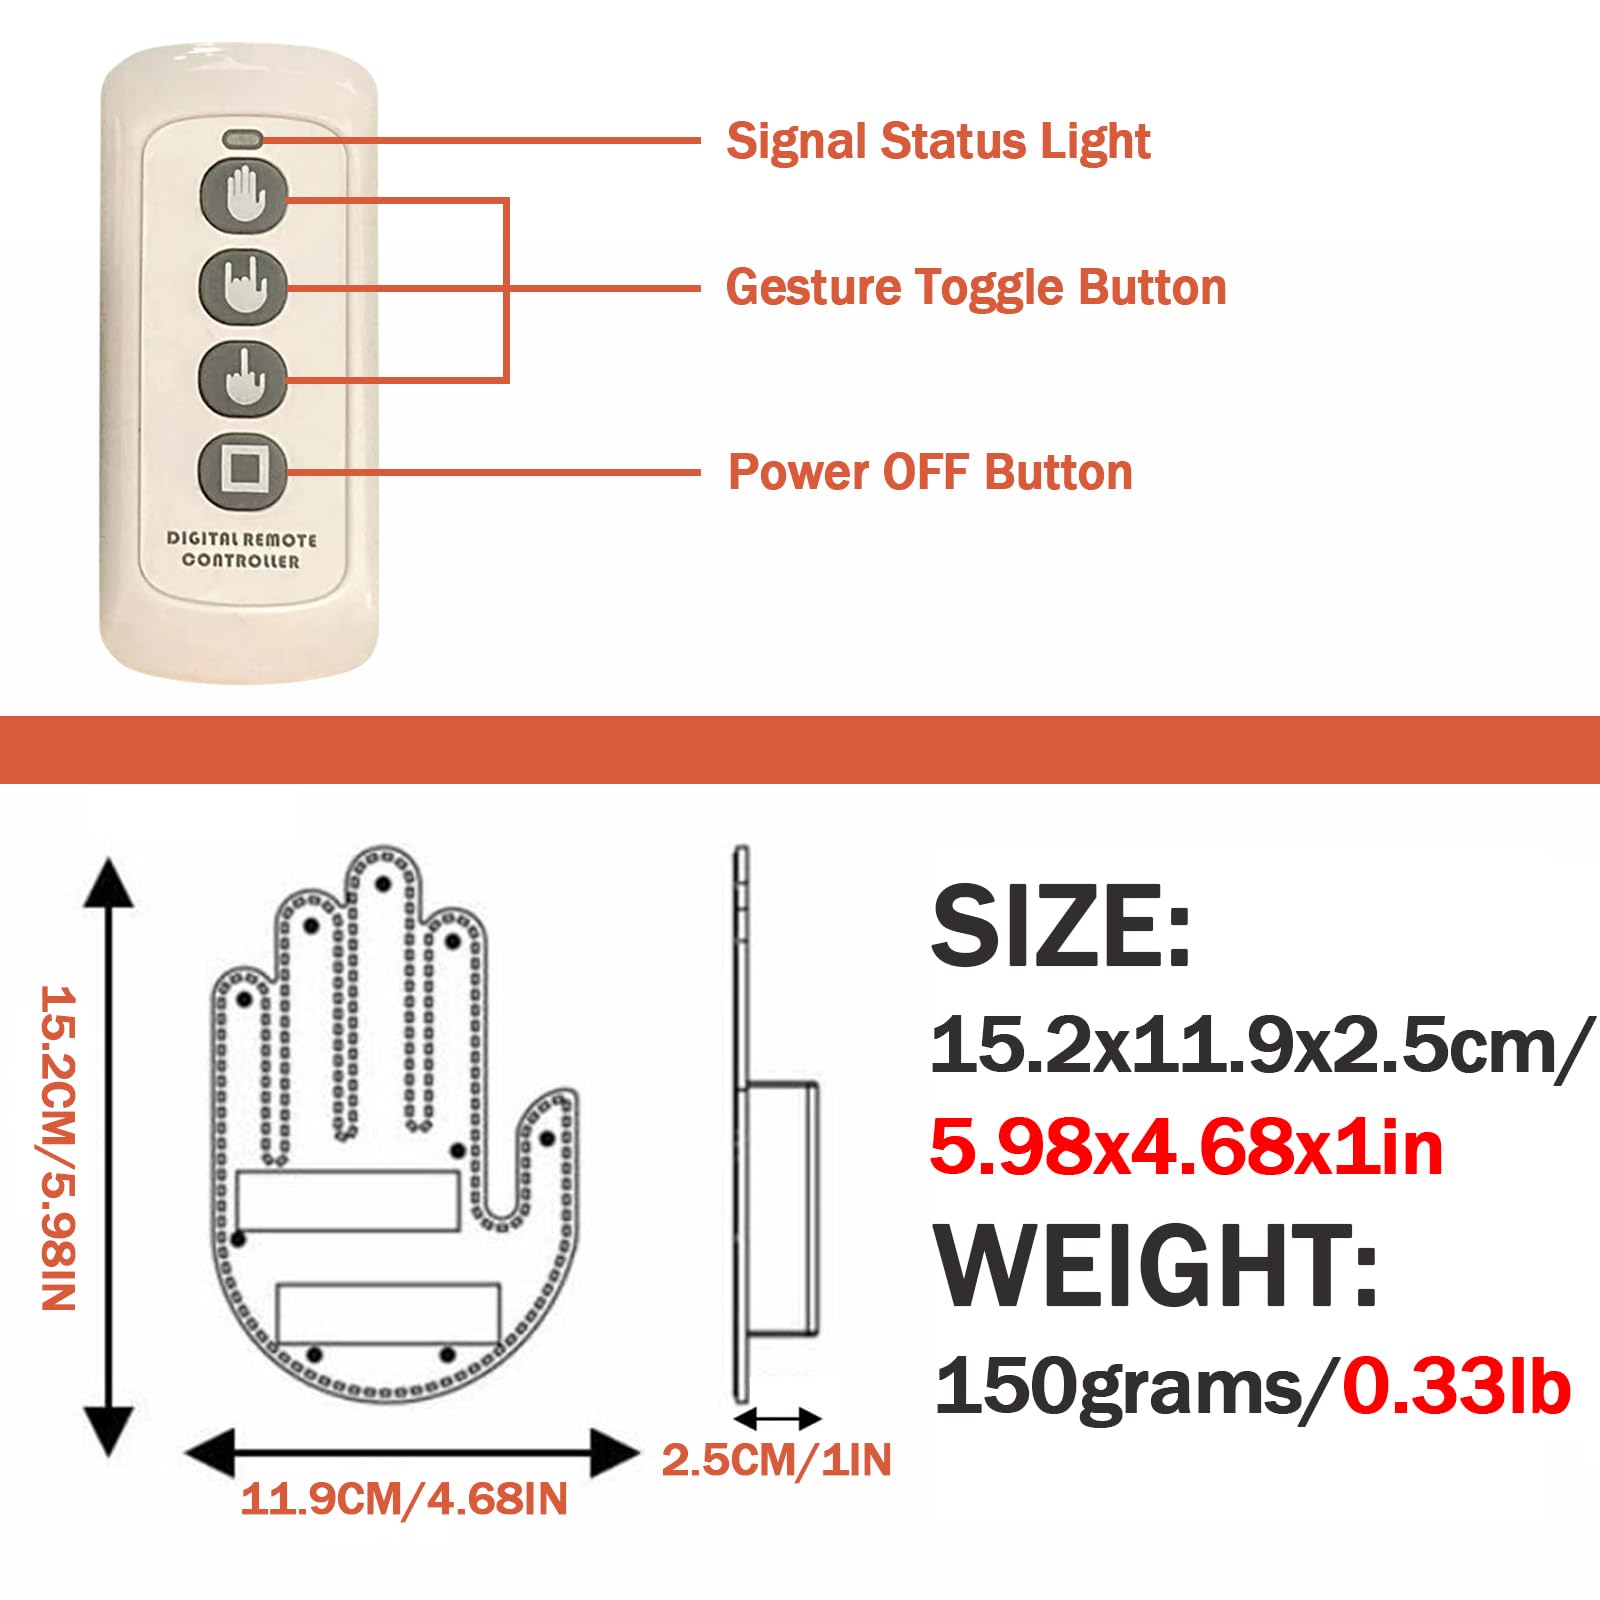 Signal Status Light
Gesture Toggle Button
Power OFF Button
DIGITAL REMOTE
CONTROLLER
15.2CM/5.98IN
11.9CM/4.68IN
2.5CM/1IN
SIZE:
15.2x11.9x2.5cm/
5.98x4.68x1in
WEIGHT:
150grams/0.33lb